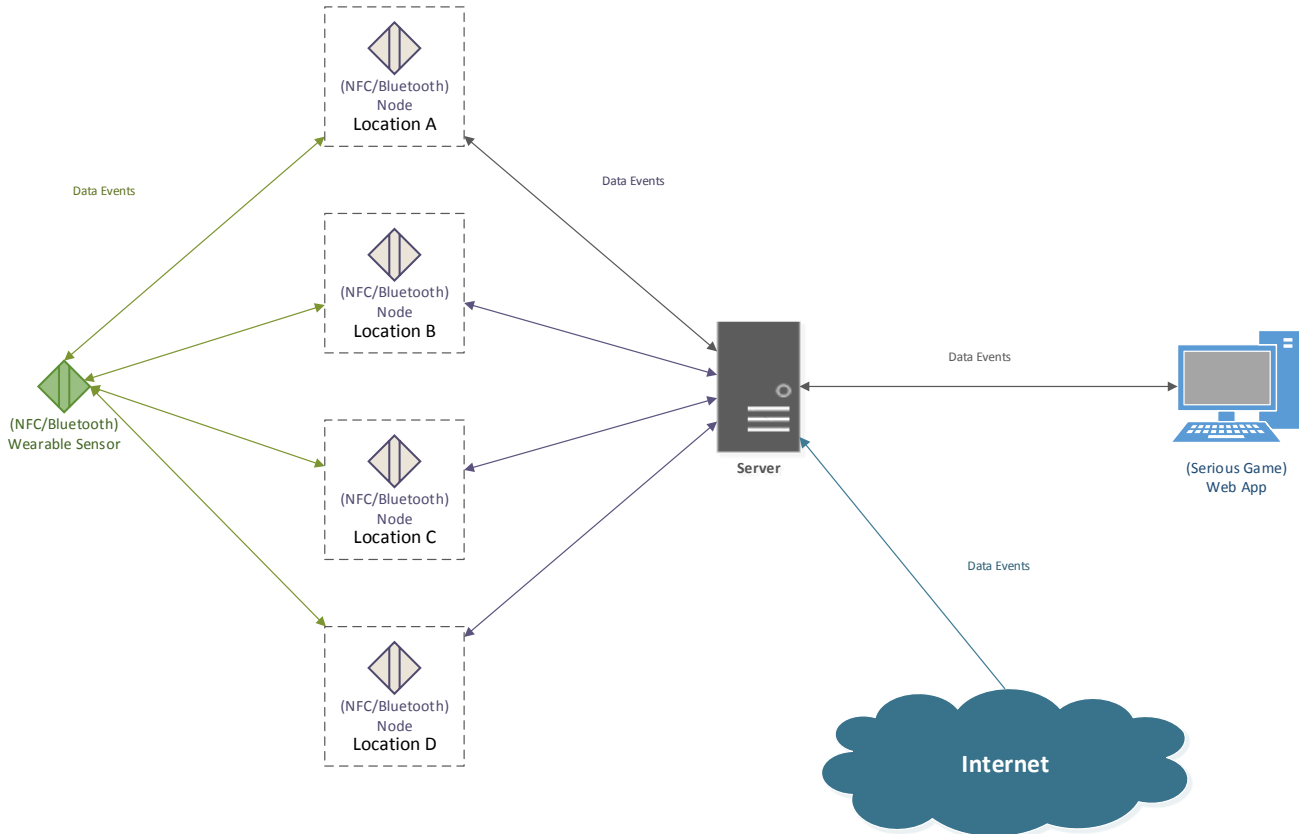 (NFC/Bluetooth)
Node
Location A
Data Events
Data Events
(NFC/Bluetooth)
Node
Location B
(NFC/Bluetooth)
Wearable Sensor
Data Events
(NFC/Bluetooth)
Node
Location C
Server
(Serious Game)
Web App
Data Events
(NFC/Bluetooth)
Node
Location D
Internet